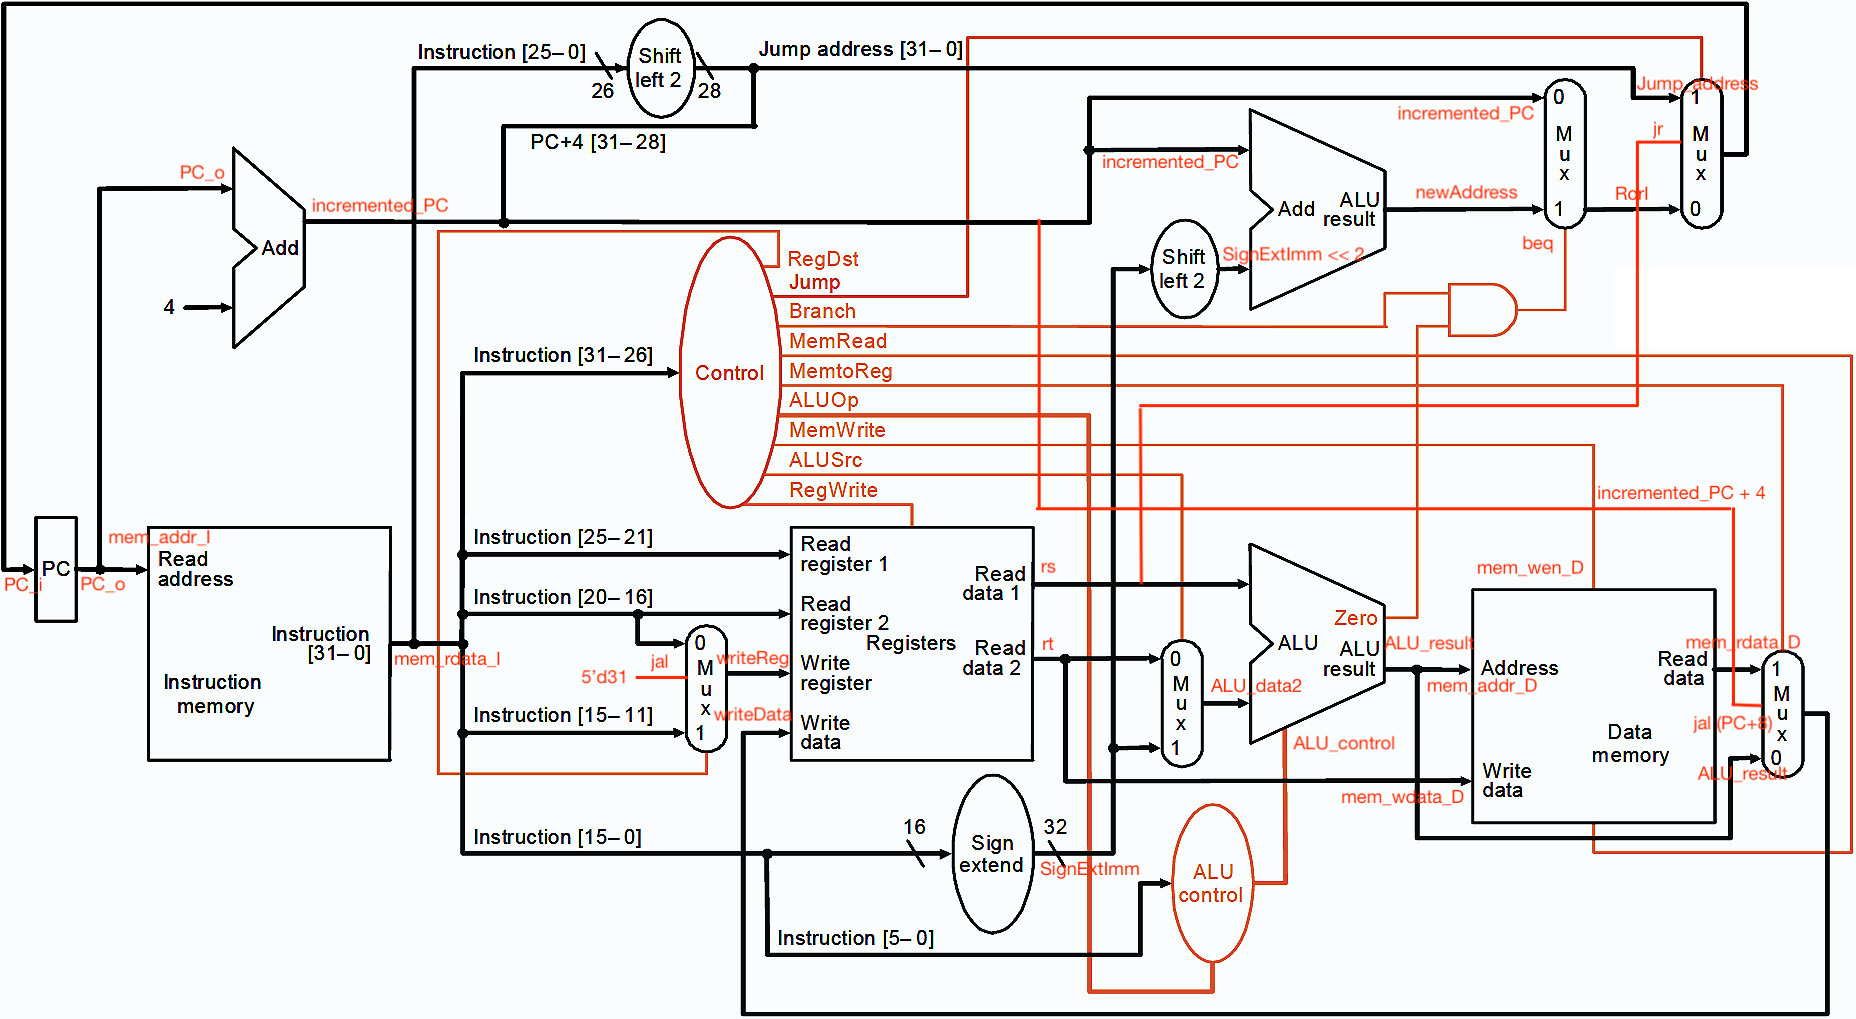 Instruction [25–0]
26
Shift
left 2
28
Jump address [31–0]
PC+4 [31–28]
Jump_address
1
M
u
x
0
jr
RorI
incremented_PC
0
M
u
x
1
newAddress
beq
incremented_PC
Add
ALU
result
Shift
left 2
SignExtImm << 2
PC_o
incremented_PC
Add
4
RegDst
Jump
Branch
MemRead
MemtoReg
ALUOp
MemWrite
ALUSrc
RegWrite
Control
Instruction [31–26]
incremented_PC + 4
PC_i
PC
PC_o
mem_addr_I
Read
address
Instruction
[31–0]
Instruction
memory
mem_rdata_I
Instruction [25–21]
Instruction [20–16]
Instruction [15–11]
0
M
u
x
1
jal
5'd31
writeReg
writeData
Read
register 1
Read
register 2
Write
register
Write
data
Registers
Read
data 1
Read
data 2
rs
rt
0
M
u
x
1
ALU_data2
Zero
ALU
ALU
result
ALU_result
mem_addr_D
ALU_control
mem_wen_D
Address
Read
data
Data
memory
Write
data
mem_wdata_D
mem_rdata_D
1
M
u
x
0
jal (PC+8)
ALU_result
Instruction [15–0]
16
Sign
extend
32
SignExtImm
ALU
control
Instruction [5–0]